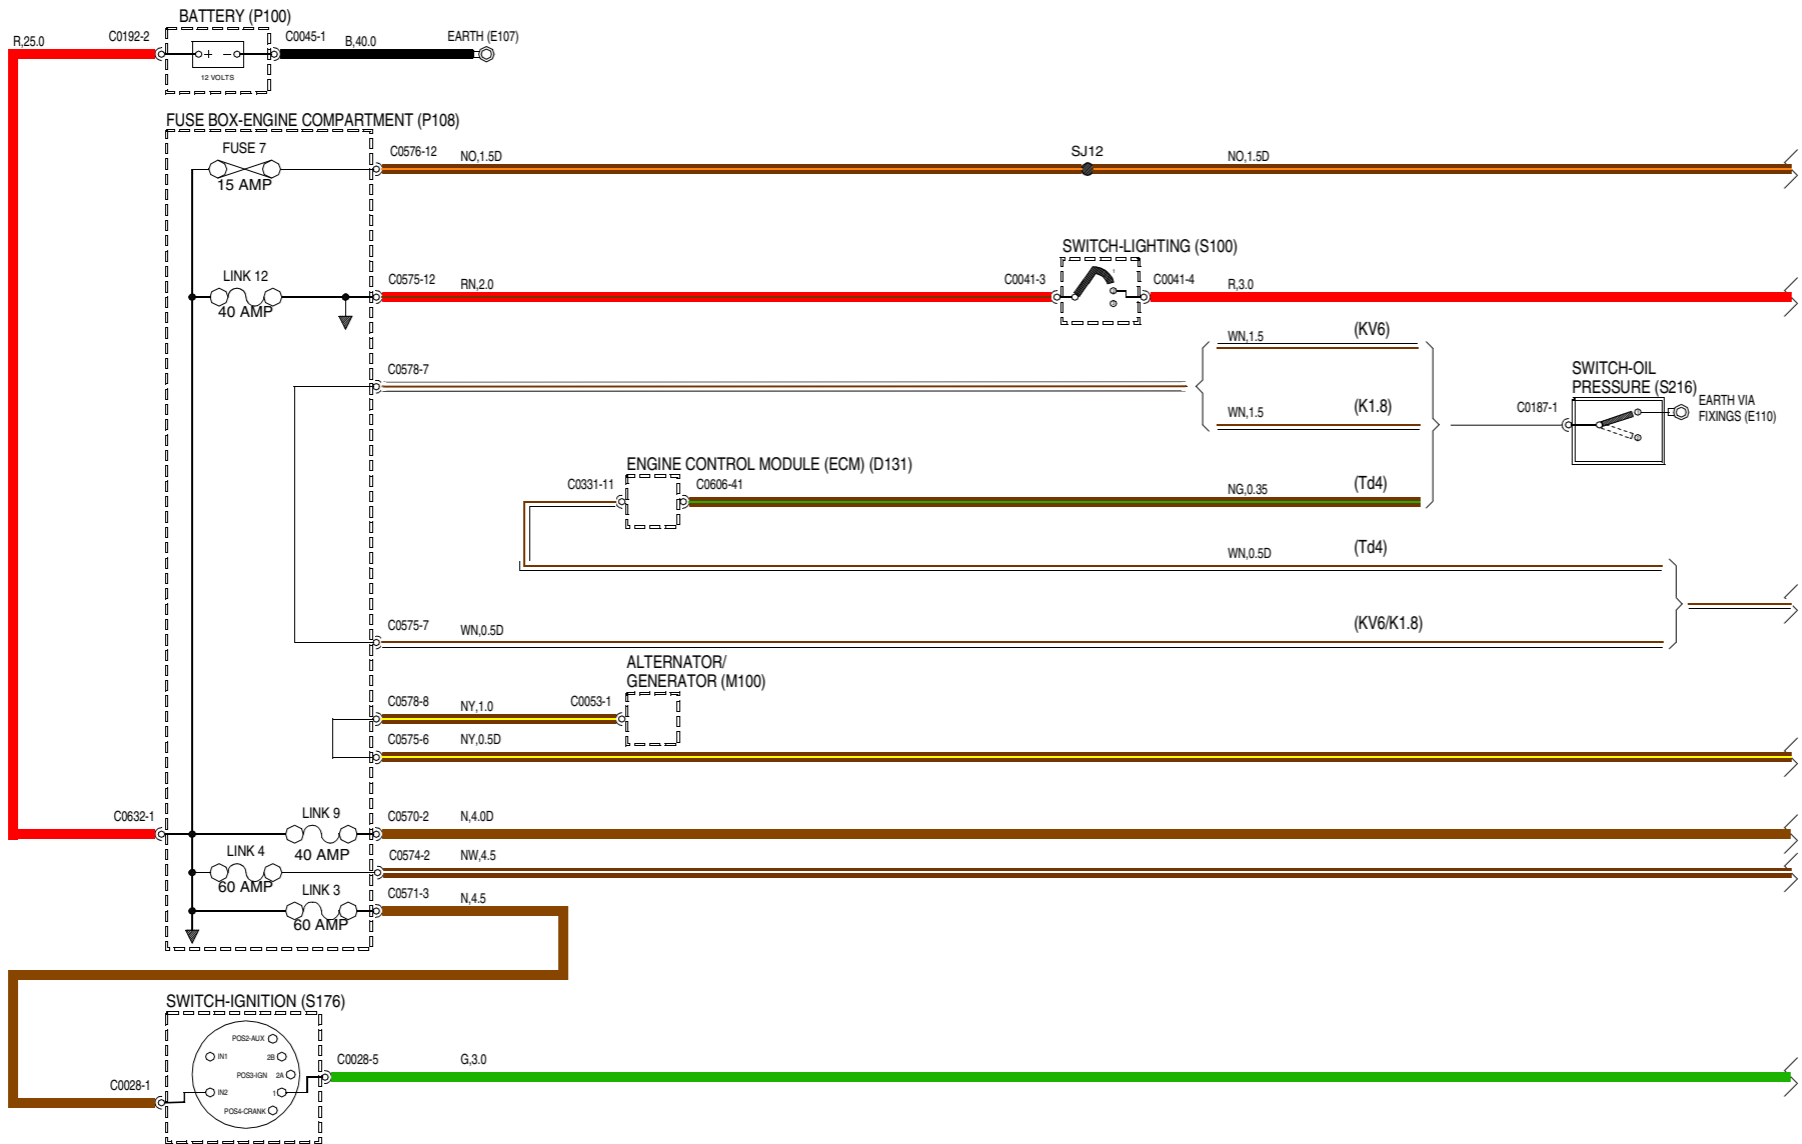 BATTERY (P100)
R,25.0
C0192-2
C0045-1
B,40.0
EARTH (E107)
+ −
12 VOLTS
FUSE BOX-ENGINE COMPARTMENT (P108)
FUSE 7
15 AMP
C0576-12
NO,1.5D
SJ12
NO,1.5D
SWITCH-LIGHTING (S100)
LINK 12
40 AMP
C0575-12
RN,2.0
C0041-3
C0041-4
R,3.0
C0578-7
WN,1.5
(KV6)
WN,1.5
(K1.8)
SWITCH-OIL
PRESSURE (S216)
C0187-1
EARTH VIA
FIXINGS (E110)
ENGINE CONTROL MODULE (ECM) (D131)
C0331-11
C0606-41
NG,0.35
(Td4)
WN,0.5D
(Td4)
C0575-7
WN,0.5D
(KV6/K1.8)
ALTERNATOR/
GENERATOR (M100)
C0578-8
NY,1.0
C0053-1
C0575-6
NY,0.5D
C0632-1
LINK 9
40 AMP
C0570-2
N,4.0D
LINK 4
60 AMP
C0574-2
NW,4.5
LINK 3
60 AMP
C0571-3
N,4.5
SWITCH-IGNITION (S176)
POS2-AUX
IN1
2B
POS3-IGN 2A
IN2
1
POS4-CRANK
C0028-1
C0028-5
G,3.0